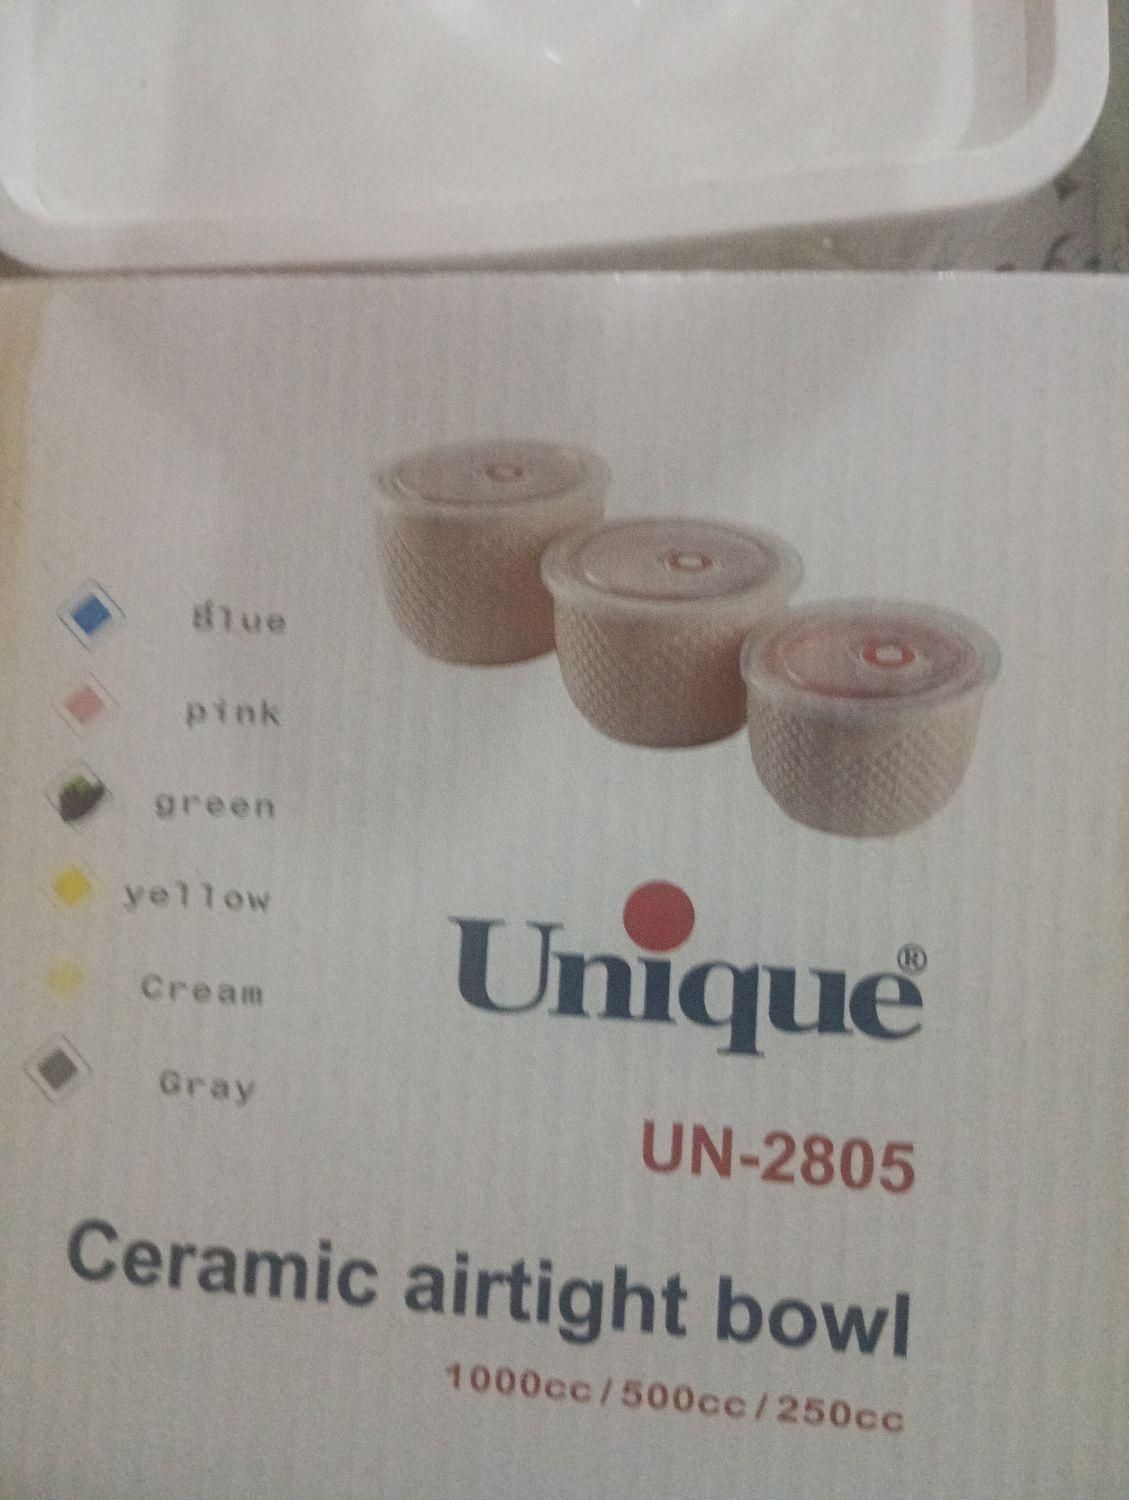 Blue
pink
green
yellow
Cream
Gray
Unique®
UN-2805
Ceramic airtight bowl
1000cc/500cc/250cc